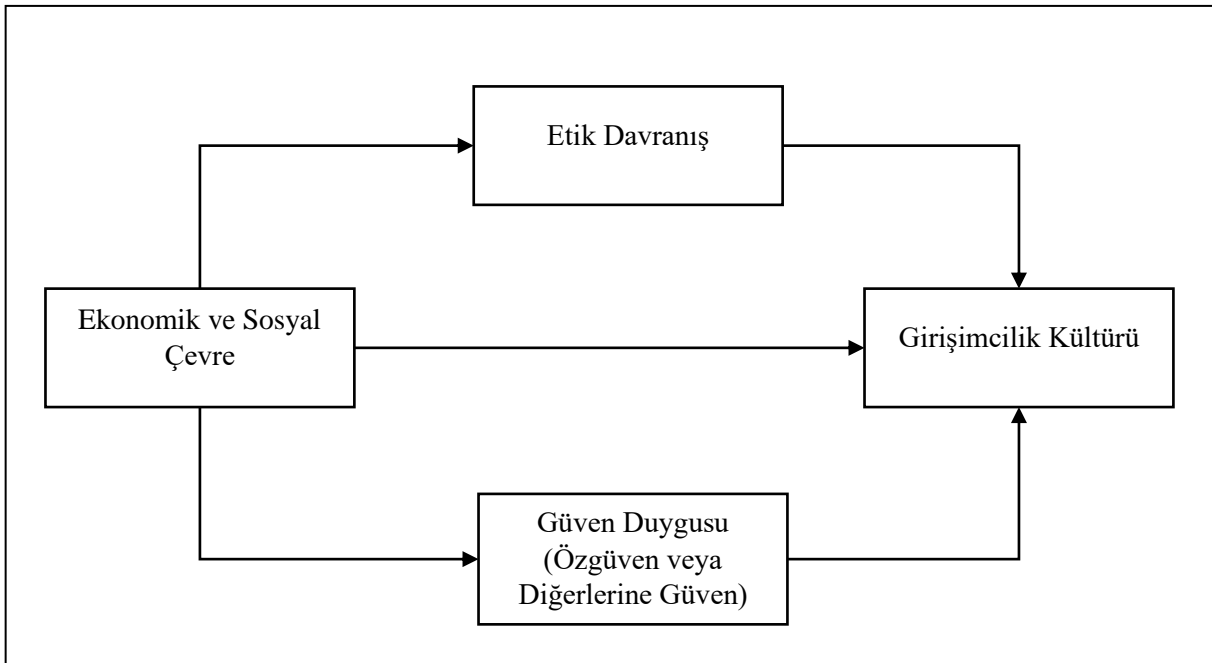 Etik Davranış
Ekonomik ve Sosyal
Çevre
Girişimcilik Kültürü
Güven Duygusu
(Özgüven veya
Diğerlerine Güven)